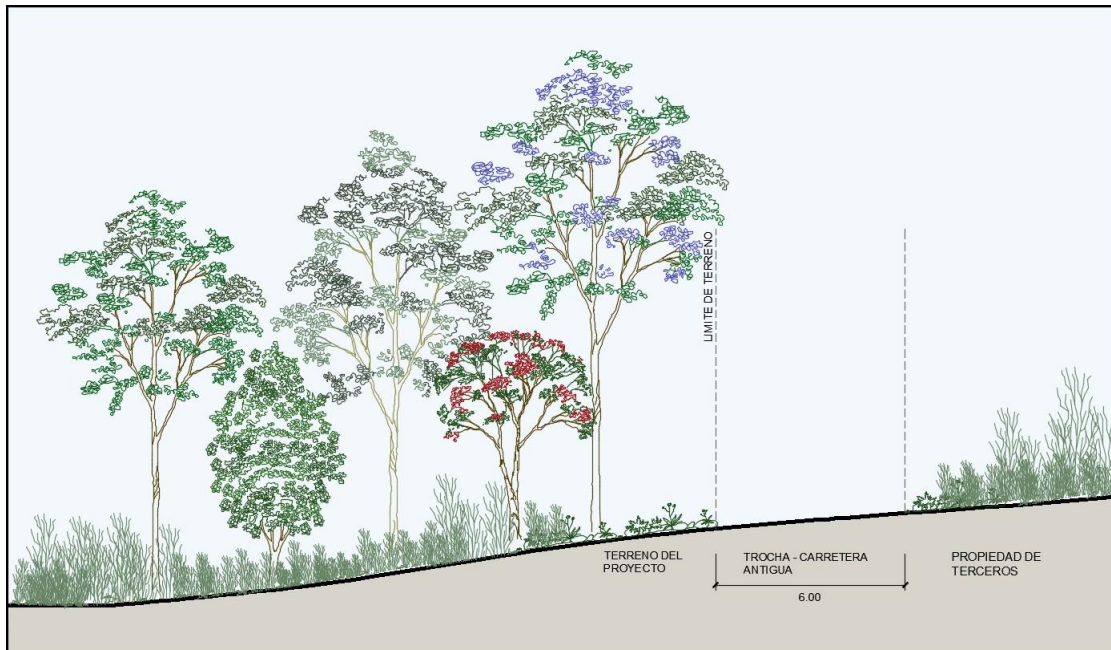 LIMITE DE TERRENO
TERRENO DEL
PROYECTO
TROCHA - CARRETERA
ANTIGUA
PROPIEDAD DE
TERCEROS
6.00